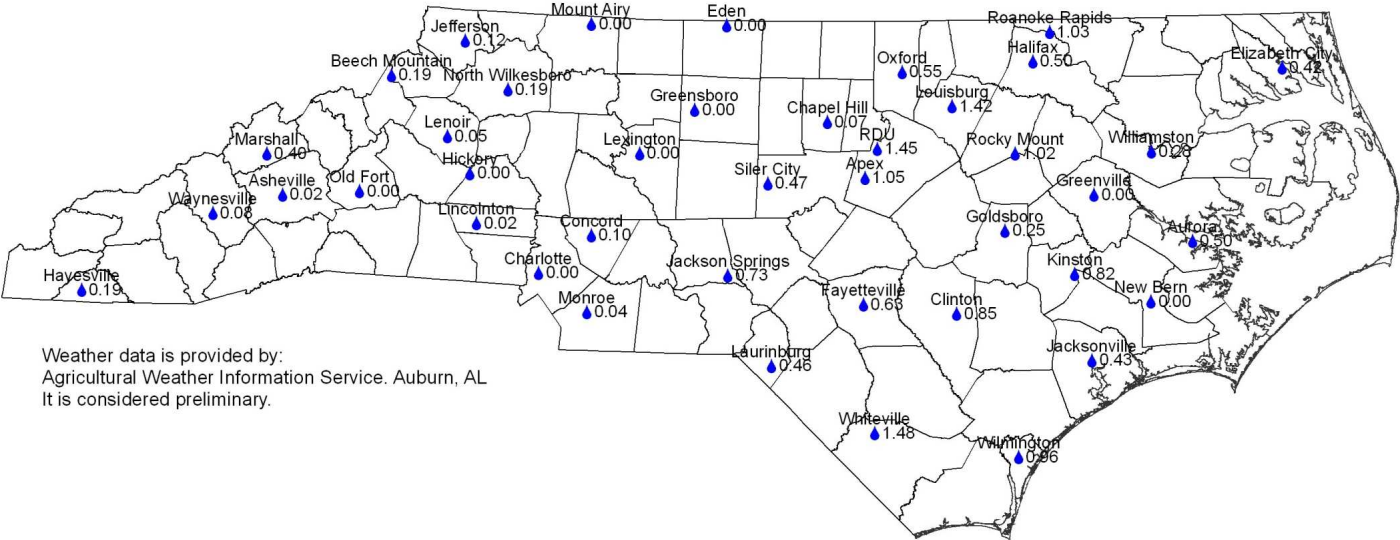 Mount Airy
0.00
Eden
0.00
Jefferson
0.12
Roanoke Rapids
1.03
Beech Mountain
0.19
North Wilkesboro
0.19
Oxford
0.55
Halifax
0.50
Elizabeth City
0.42
Greensboro
0.00
Chapel Hill
0.07
Louisburg
1.42
Lenoir
0.05
Marshall
0.40
Lexington
0.00
RDU
1.45
Rocky Mount
1.02
Williamston
0.28
Hickory
0.00
Asheville
0.02
Old Fort
0.00
Siler City
0.47
Apex
1.05
Greenville
0.00
Waynesville
0.08
Lincolnton
0.02
Concord
0.10
Goldsboro
0.25
Aurora
0.50
Hayesville
0.19
Charlotte
0.00
Jackson Springs
0.73
Kinston
0.82
Monroe
0.04
Fayetteville
0.63
Clinton
0.85
New Bern
0.00
Laurinburg
0.46
Jacksonville
0.43
Weather data is provided by:
Agricultural Weather Information Service. Auburn, AL
It is considered preliminary.
Whiteville
1.48
Wilmington
0.96